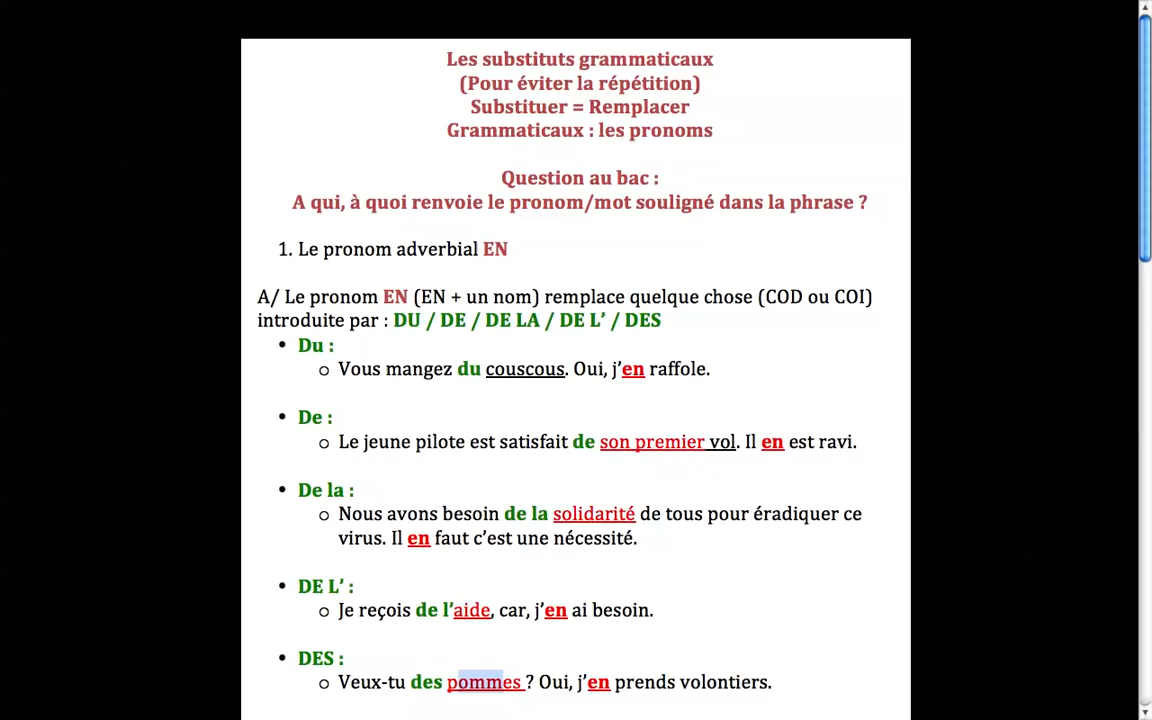 Les substituts grammaticaux
(Pour éviter la répétition)
Substituer = Remplacer
Grammaticaux : les pronoms
Question au bac :
A qui, à quoi renvoie le pronom/mot souligné dans la phrase ?
1. Le pronom adverbial EN
A/ Le pronom EN (EN + un nom) remplace quelque chose (COD ou COI)
introduite par : DU / DE / DE LA / DE L’ / DES
• Du :
o Vous mangez du couscous. Oui, j’en raffole.
• De :
o Le jeune pilote est satisfait de son premier vol. Il en est ravi.
• De la :
o Nous avons besoin de la solidarité de tous pour éradiquer ce
virus. Il en faut c’est une nécessité.
• DE L’ :
o Je reçois de l’aide, car, j’en ai besoin.
• DES :
o Veux-tu des pommes ? Oui, j’en prends volontiers.